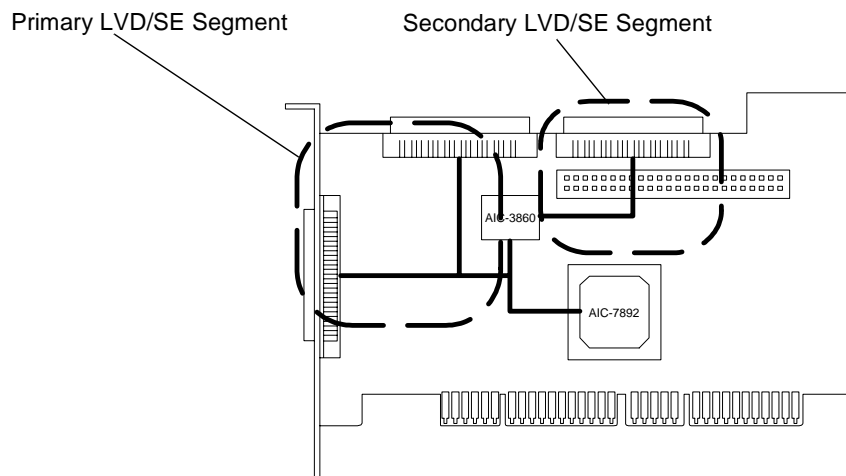 Primary LVD/SE Segment
Secondary LVD/SE Segment
AIC-3860
AIC-7892